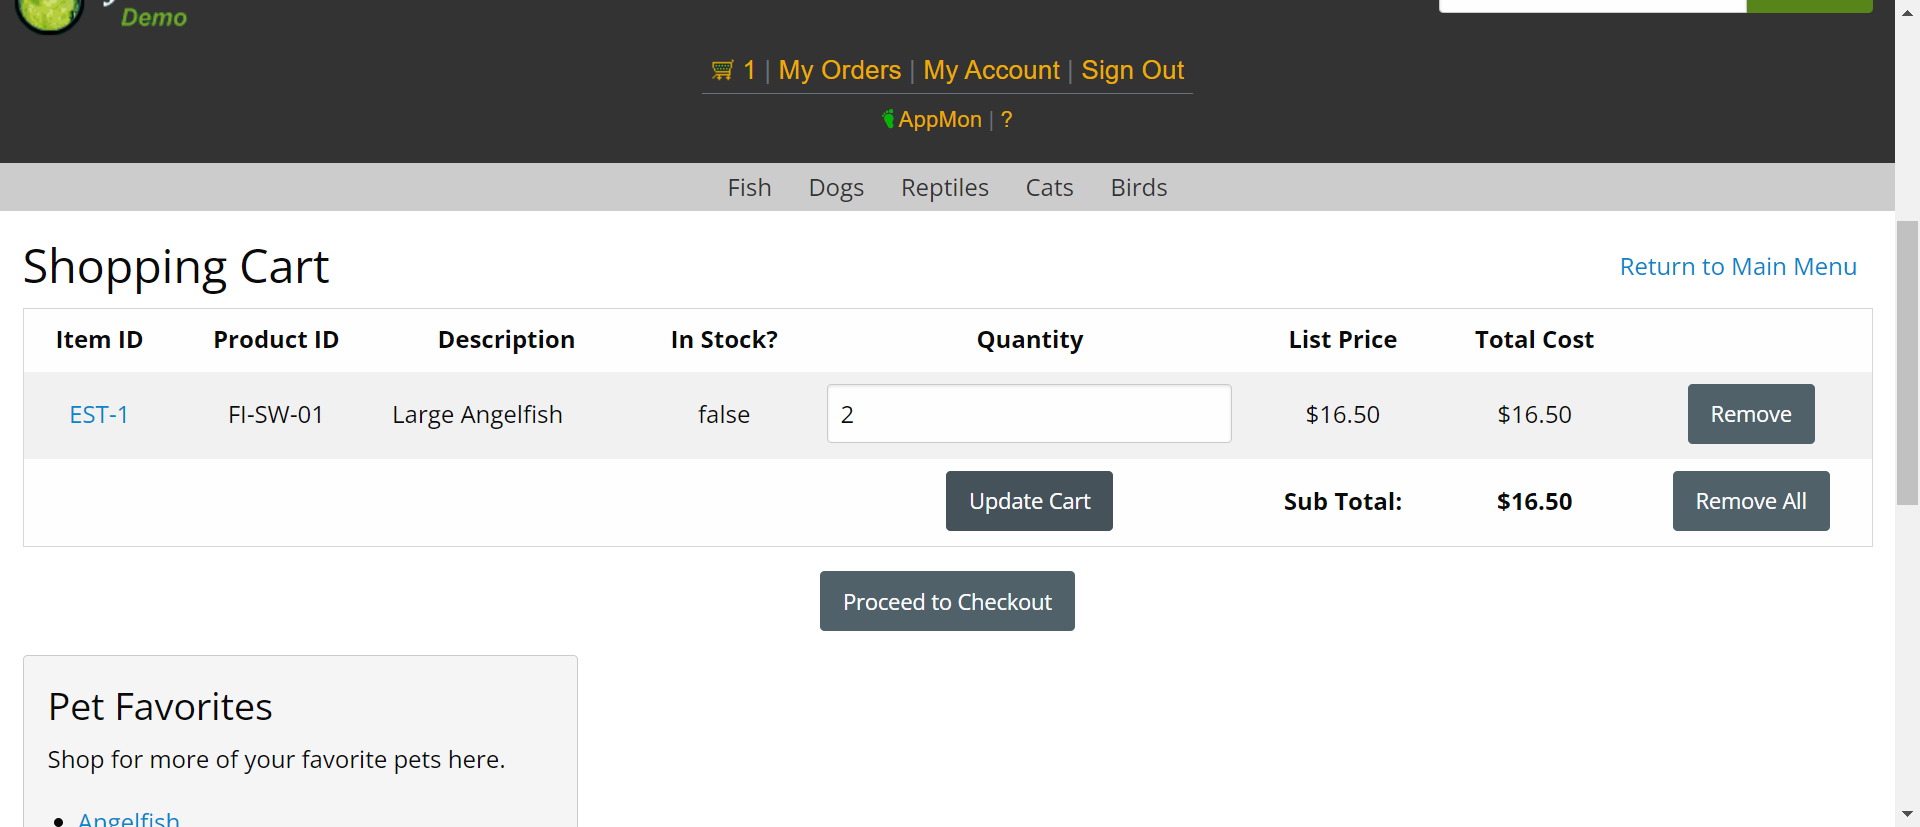 Demo
1 | My Orders | My Account | Sign Out
AppMon | ?
Fish Dogs Reptiles Cats Birds
Shopping Cart
Return to Main Menu
Item ID Product ID Description In Stock? Quantity List Price Total Cost
EST-1 FI-SW-01 Large Angelfish false 2 $16.50 $16.50 Remove
Update Cart Sub Total: $16.50 Remove All
Proceed to Checkout
Pet Favorites
Shop for more of your favorite pets here.
Angelfish